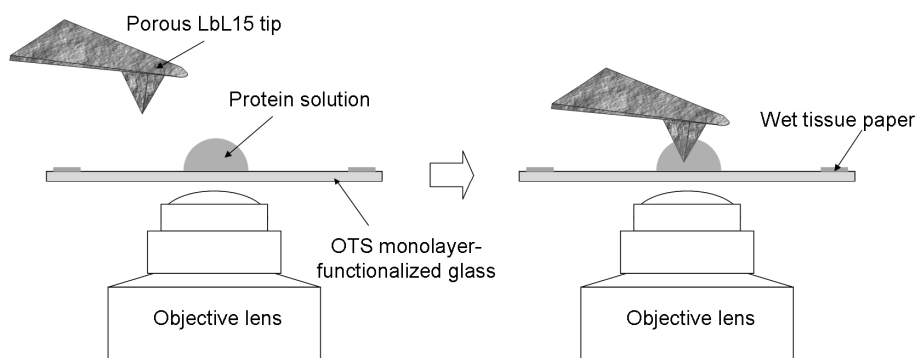 Porous LbL15 tip
Protein solution
Wet tissue paper
OTS monolayer-
functionalized glass
Objective lens
Objective lens